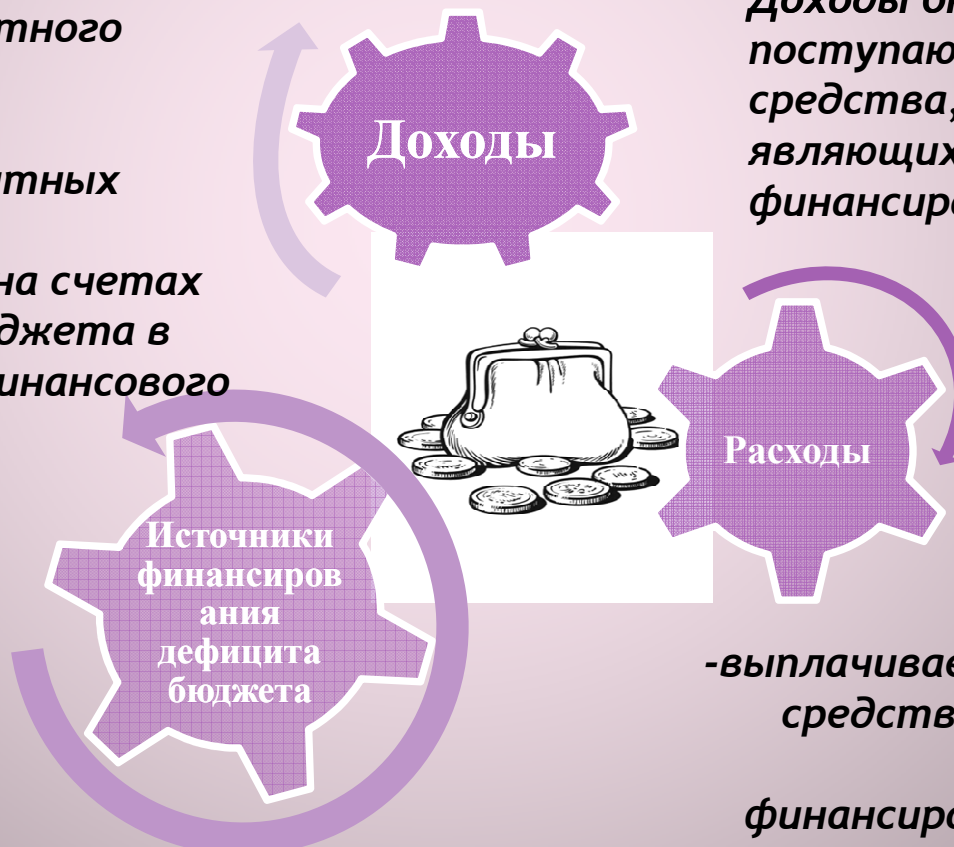 тного
тных
на счетах
джета в
инансового
Доходы
поступаю
средства,
являющих
финансиро
Доходы
Расходы
Источники
финансиров
ания
дефицита
бюджета
-выплачивае
средств
финансиро